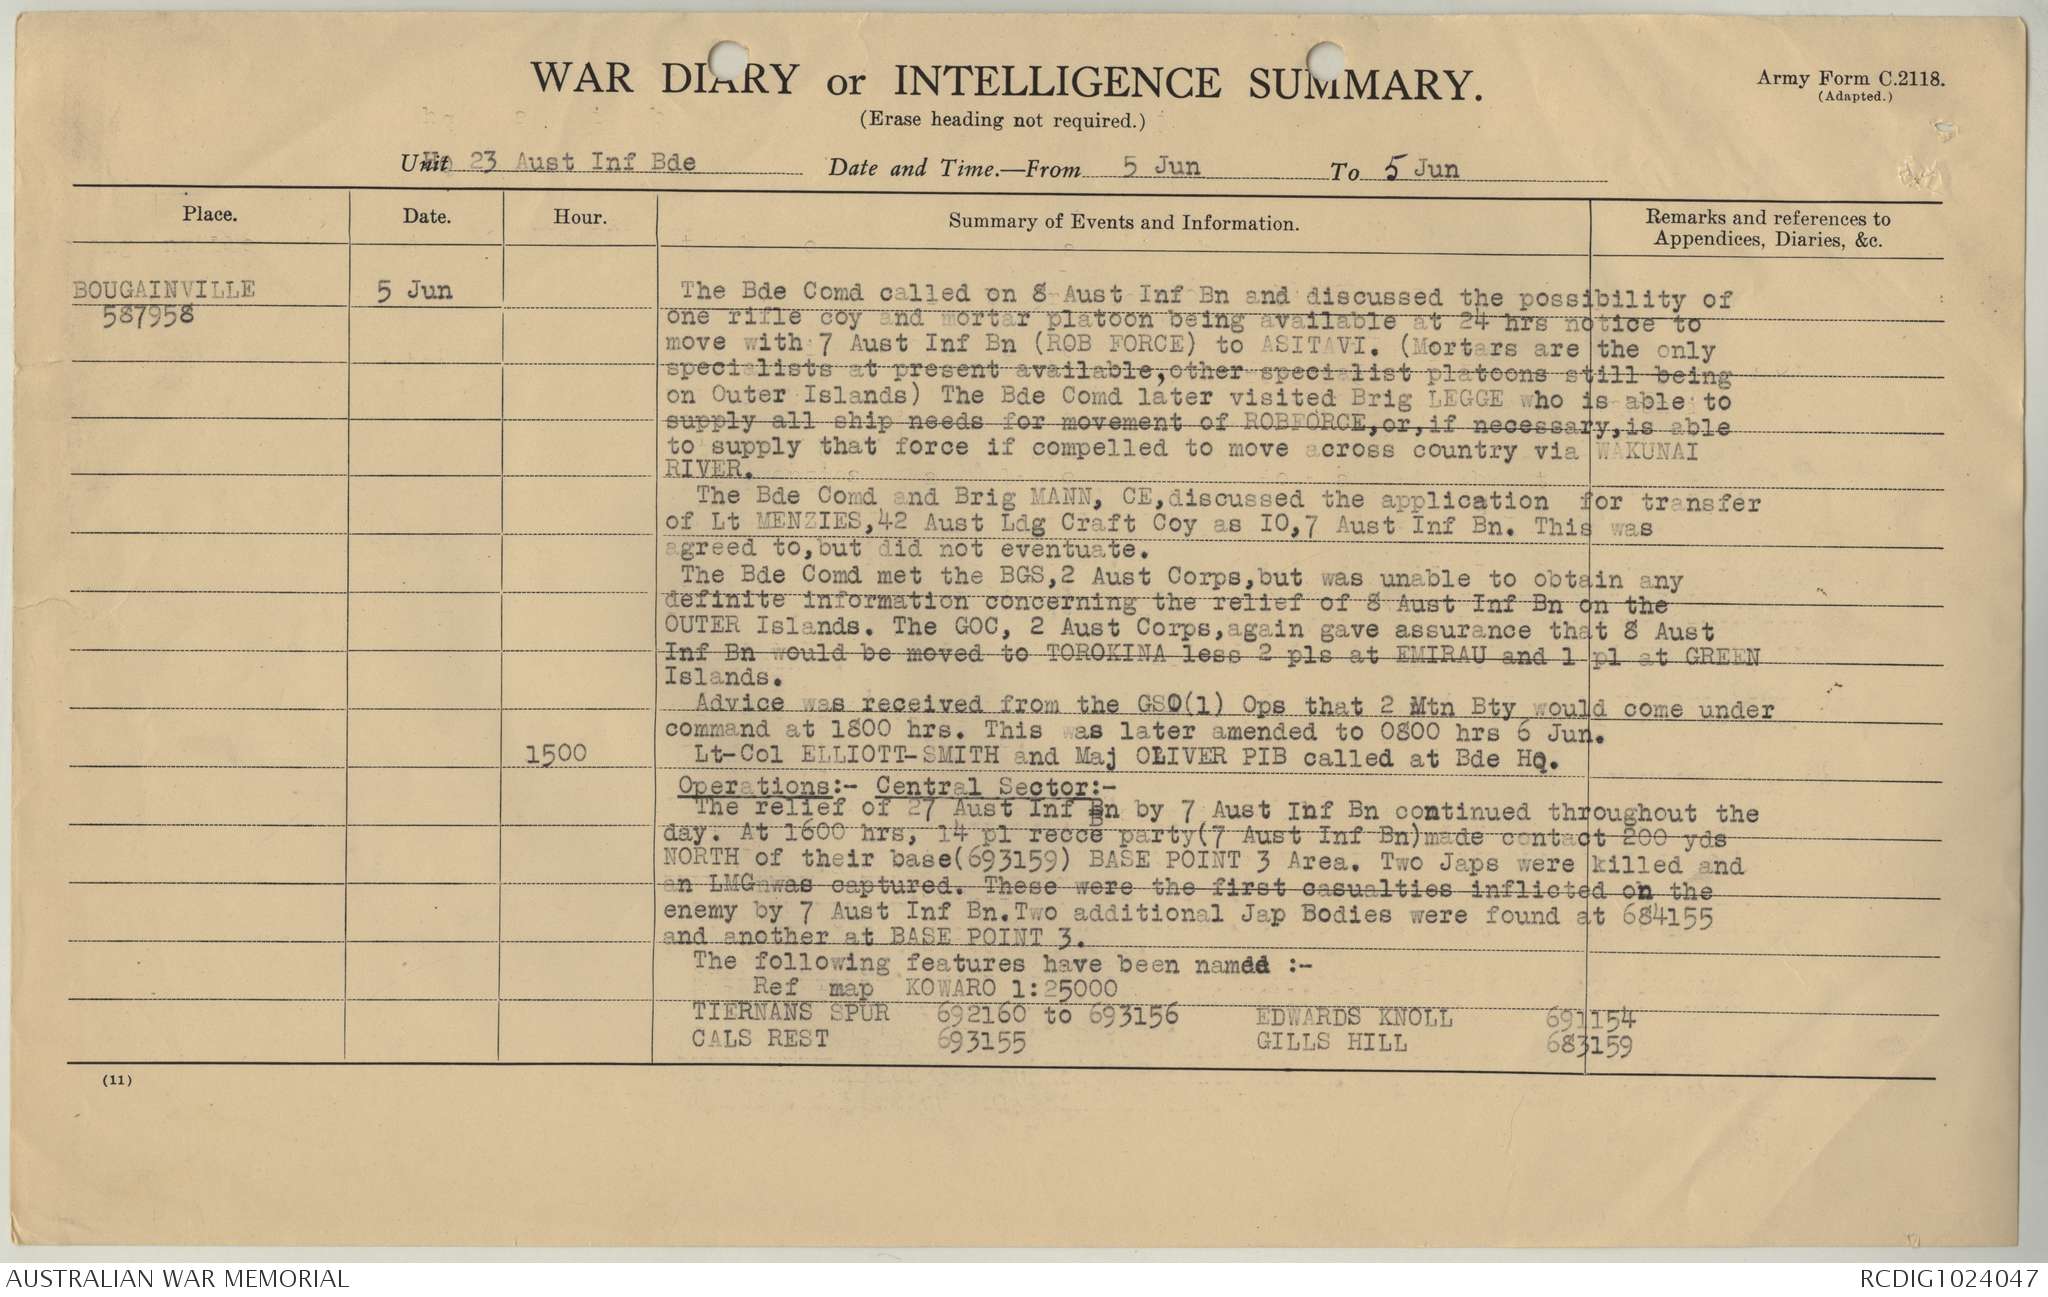 WAR DIARY or INTELLIGENCE SUMMARY.
Army Form C.2118.
(Adapted.)
(Erase heading not required.)
Unit Hq 23 Aust Inf Bde Date and Time.—From 5 Jun To 5 Jun
Place. Date. Hour. Summary of Events and Information. Remarks and references to
Appendices, Diaries, &c.
BOUGAINVILLE 5 Jun The Bde Comd called on 8 Aust Inf Bn and discussed the possibility of
587958 one rifle coy and mortar platoon being available at 24 hrs notice to
move with 7 Aust Inf Bn (ROB FORCE) to ASITAVI. (Mortars are the only
specialists at present available,other specialist platoons still being
on Outer Islands) The Bde Comd later visited Brig LEGGE who is able to
supply all ship needs for movement of ROBFORCE,or,if necessary,is able
to supply that force if compelled to move across country via WAKUNAI
RIVER.
The Bde Comd and Brig MANN, CE,discussed the application for transfer
of Lt MENZIES,42 Aust Ldg Craft Coy as IO,7 Aust Inf Bn. This was
agreed to,but did not eventuate.
The Bde Comd met the BGS,2 Aust Corps,but was unable to obtain any
definite information concerning the relief of 8 Aust Inf Bn on the
OUTER Islands. The GOC, 2 Aust Corps,again gave assurance that 8 Aust
Inf Bn would be moved to TOROKINA less 2 pls at EMIRAU and 1 pl at GREEN
Islands.
Advice was received from the GSO(1) Ops that 2 Mtn Bty would come under
command at 1800 hrs. This was later amended to 0800 hrs 6 Jun.
1500 Lt-Col ELLIOTT-SMITH and Maj OLIVER PIB called at Bde HQ.
Operations:- Central Sector:-
The relief of 27 Aust Inf Bn by 7 Aust Inf Bn continued throughout the
day. At 1600 hrs, 14 pl recce party(7 Aust Inf Bn)made contact 200 yds
NORTH of their base(693159) BASE POINT 3 Area. Two Japs were killed and
an LMG was captured. These were the first casualties inflicted on the
enemy by 7 Aust Inf Bn.Two additional Jap Bodies were found at 684155
and another at BASE POINT 3.
The following features have been named :-
Ref map KOWARO 1:25000
TIERNANS SPUR 692160 to 693156 EDWARDS KNOLL 691154
CALS REST 693155 GILLS HILL 683159
(11)
AUSTRALIAN WAR MEMORIAL RCDIG1024047